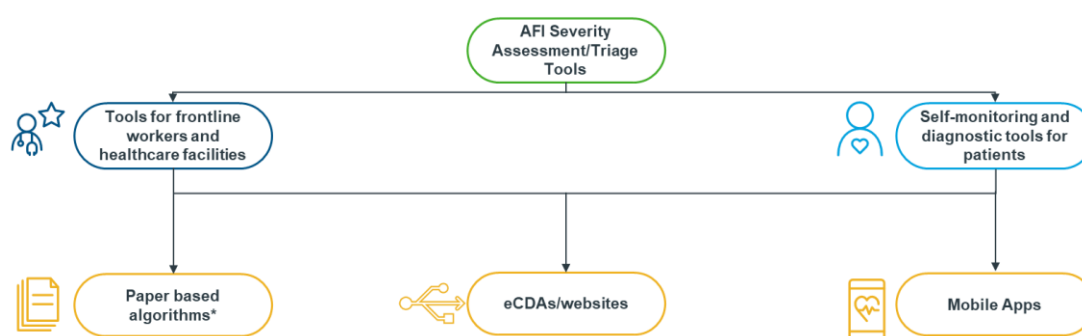 AFI Severity
Assessment/Triage
Tools
Tools for frontline
workers and
healthcare facilities
Self-monitoring and
diagnostic tools for
patients
Paper based
algorithms*
eCDAs/websites
Mobile Apps